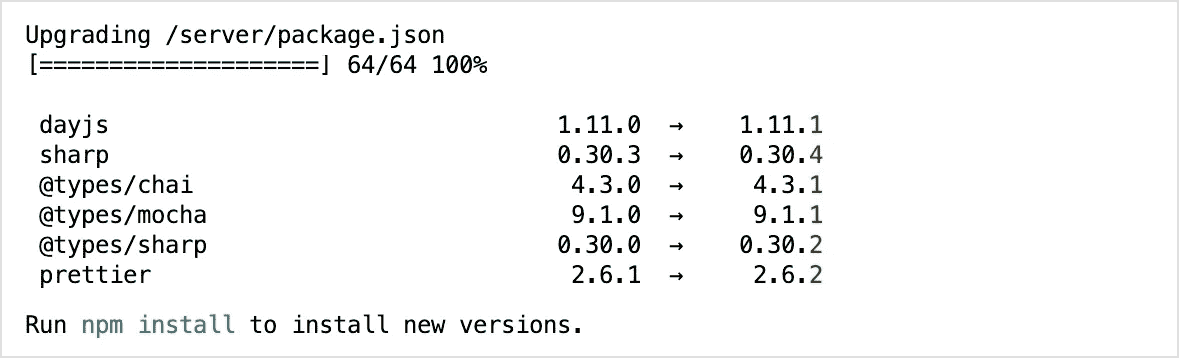 Upgrading /server/package.json
[====================] 64/64 100%
dayjs 1.11.0 → 1.11.1
sharp 0.30.3 → 0.30.4
@types/chai 4.3.0 → 4.3.1
@types/mocha 9.1.0 → 9.1.1
@types/sharp 0.30.0 → 0.30.2
prettier 2.6.1 → 2.6.2
Run npm install to install new versions.